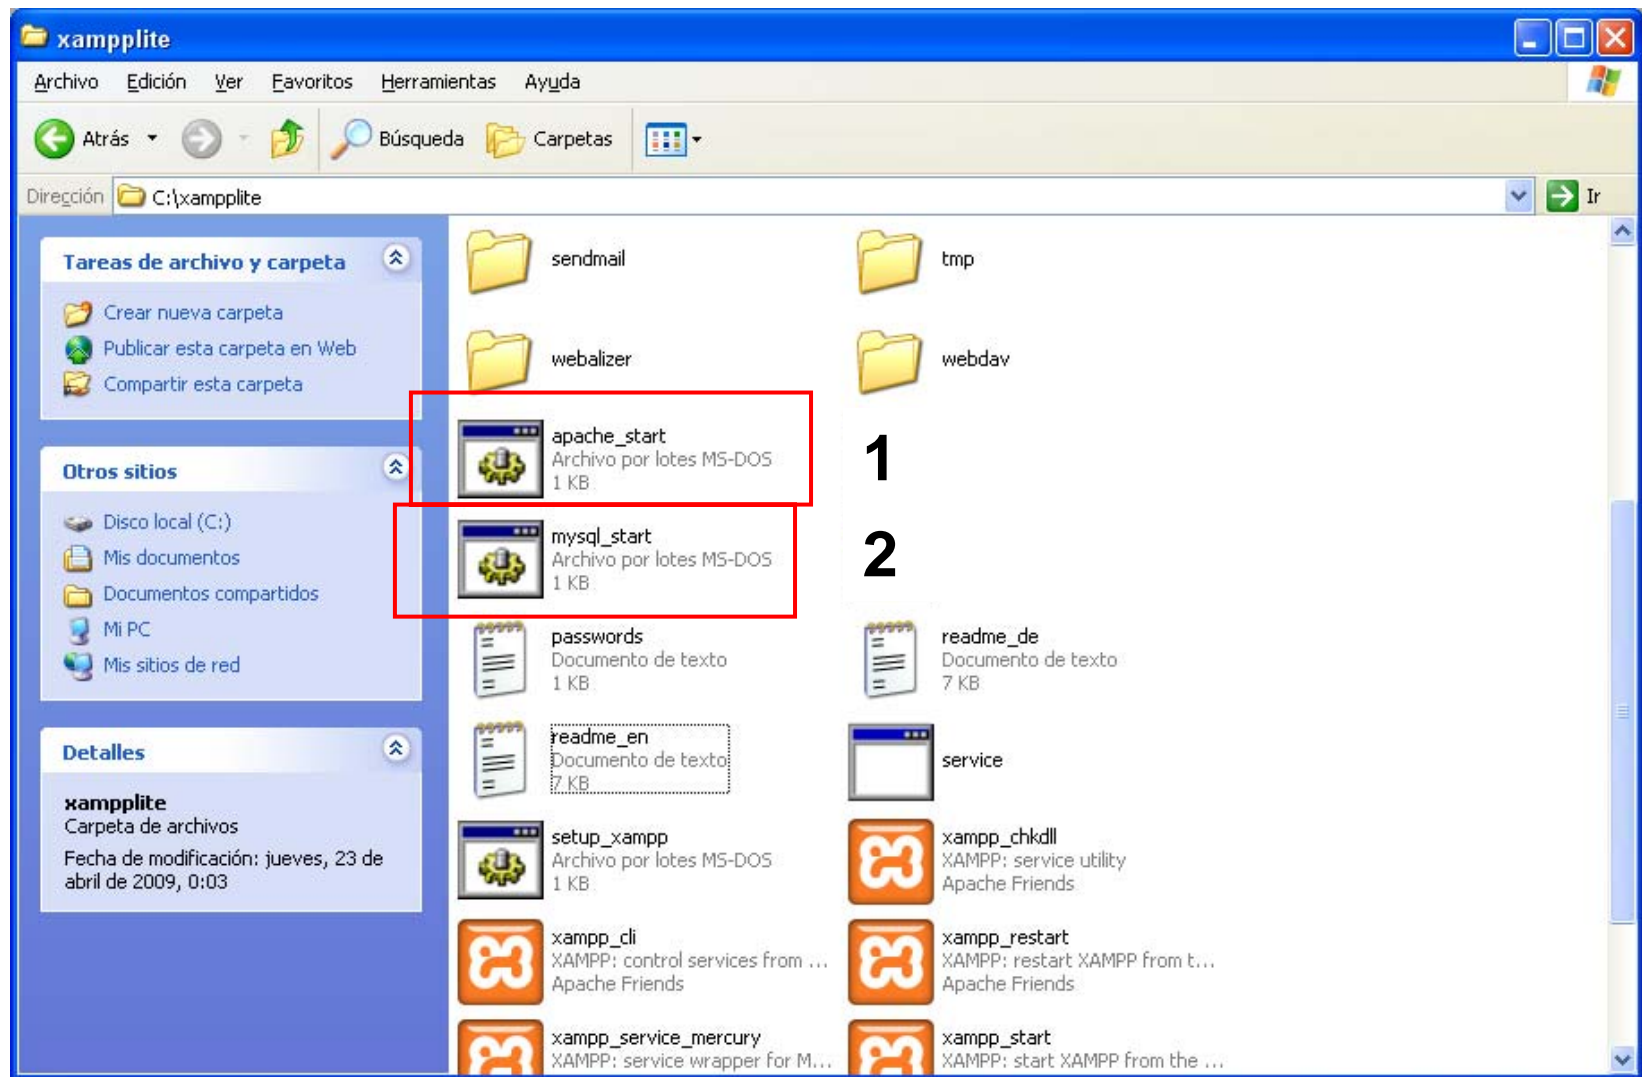 xampplite
Archivo Edición Ver Favoritos Herramientas Ayuda
Atrás Búsqueda Carpetas
Dirección C:\xampplite Ir
Tareas de archivo y carpeta
Crear nueva carpeta
Publicar esta carpeta en Web
Compartir esta carpeta
Otros sitios
Disco local (C:)
Mis documentos
Documentos compartidos
Mi PC
Mis sitios de red
Detalles
xampplite
Carpeta de archivos
Fecha de modificación: jueves, 23 de
abril de 2009, 0:03
sendmail
tmp
webalizer
webdav
apache_start
Archivo por lotes MS-DOS
1 KB
1
mysql_start
Archivo por lotes MS-DOS
1 KB
2
passwords
Documento de texto
1 KB
readme_de
Documento de texto
7 KB
readme_en
Documento de texto
7 KB
service
setup_xampp
Archivo por lotes MS-DOS
1 KB
xampp_chkdll
XAMPP: service utility
Apache Friends
xampp_cli
XAMPP: control services from ...
Apache Friends
xampp_restart
XAMPP: restart XAMPP from t...
Apache Friends
xampp_service_mercury
XAMPP: service wrapper for M...
xampp_start
XAMPP: start XAMPP from the ...